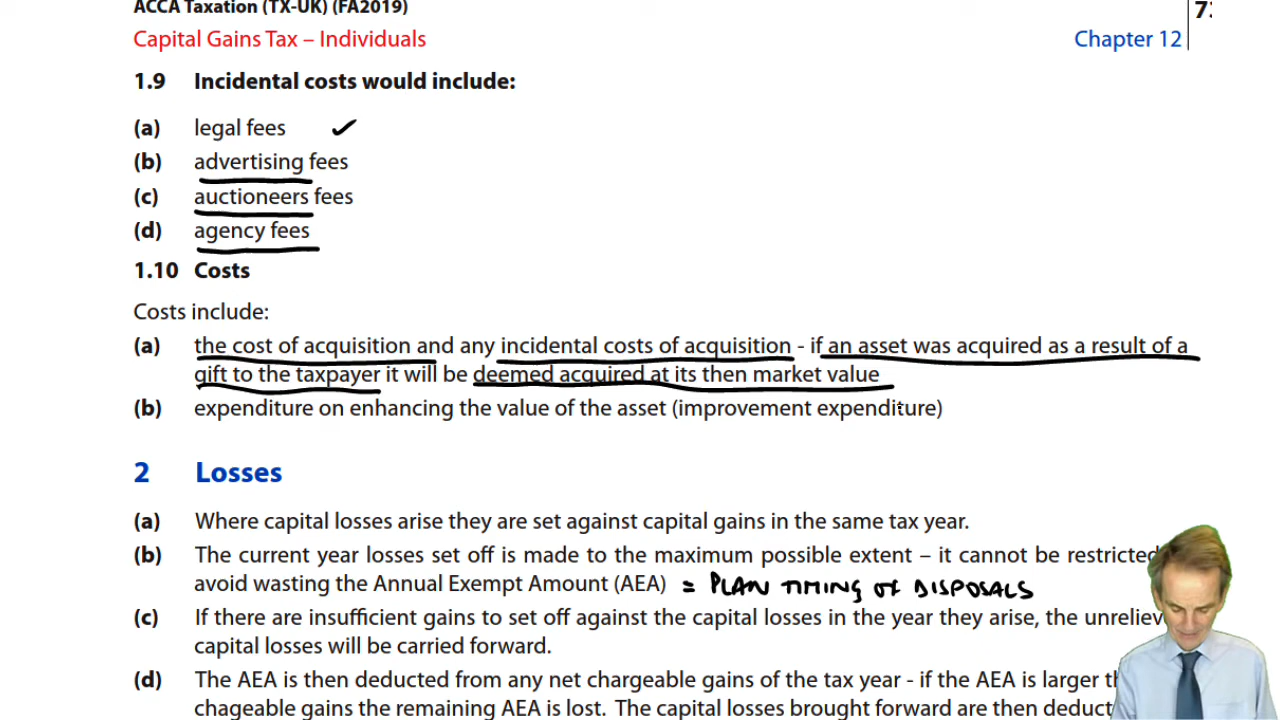 ACCA Taxation (TX-UK) (FA2019)
Capital Gains Tax – Individuals
Chapter 12
1.9 Incidental costs would include:
(a) legal fees ✓
(b) advertising fees
(c) auctioneers fees
(d) agency fees
1.10 Costs
Costs include:
(a) the cost of acquisition and any incidental costs of acquisition - if an asset was acquired as a result of a
gift to the taxpayer it will be deemed acquired at its then market value
(b) expenditure on enhancing the value of the asset (improvement expenditure)
2 Losses
(a) Where capital losses arise they are set against capital gains in the same tax year.
(b) The current year losses set off is made to the maximum possible extent – it cannot be restricted
avoid wasting the Annual Exempt Amount (AEA) = PLAN TIMING OF DISPOSALS
(c) If there are insufficient gains to set off against the capital losses in the year they arise, the
capital losses will be carried forward.
(d) The AEA is then deducted from any net chargeable gains of the tax year - if the AEA is larger
chageable gains the remaining AEA is lost. The capital losses brought forward are then